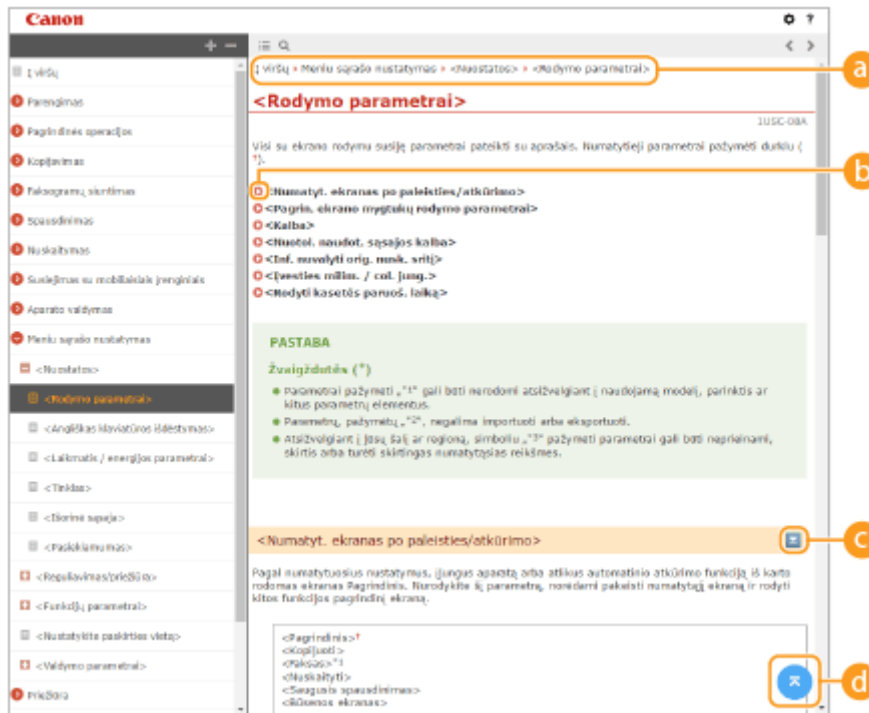 Canon
?
+ −
< >
Į viršų
Į viršų » Meniu sąrašo nustatymas » <Nuostatos> » <Rodymo parametrai>
a
Parengimas
Pagrindinės operacijos
Kopijavimas
Faksogramų siuntimas
Spausdinimas
Nuskaitymas
Susiejimas su mobiliaisiais įrenginiais
Aparato valdymas
Meniu sąrašo nustatymas
<Nuostatos>
<Rodymo parametrai>
<Angliškas klaviatūros išdėstymas>
<Laikmatis / energijos parametrai>
<Tinklas>
<Išorinė sąsaja>
<Pasiekiamumas>
<Reguliavimas/priežiūra>
<Funkcijų parametrai>
<Nustatykite paskirties vietą>
<Valdymo parametrai>
Priežiūra
<Rodymo parametrai>
1USC-08A
Visi su ekrano rodymu susiję parametrai pateikti su aprašais. Numatytieji parametrai pažymėti durklu (
†).
b
<Numatyt. ekranas po paleisties/atkūrimo>
<Pagrin. ekrano mygtukų rodymo parametrai>
<Kalba>
<Nuotol. naudot. sąsajos kalba>
<Inf. nuvalyti orig. nusk. sritį>
<Įvesties milim. / col. jung.>
<Rodyti kasetės paruoš. laiką>
PASTABA
Žvaigždutės (*)
Parametrai pažymėti „*1“ gali būti nerodomi atsižvelgiant į naudojamą modelį, parinktis ar
kitus parametrų elementus.
Parametrų, pažymėtų „*2“, negalima importuoti arba eksportuoti.
Atsižvelgiant į jūsų šalį ar regioną, simboliu „*3“ pažymėti parametrai gali būti neprieinami,
skirtis arba turėti skirtingas numatytąsias reikšmes.
<Numatyt. ekranas po paleisties/atkūrimo>
c
Pagal numatytuosius nustatymus, įjungus aparatą arba atlikus automatinio atkūrimo funkciją iš karto
rodomas ekranas Pagrindinis. Nurodykite šį parametrą, norėdami pakeisti numatytąjį ekraną ir rodyti
kitos funkcijos pagrindinį ekraną.
<Pagrindinis>†
<Kopijuoti>
<Faksas>*1
<Nuskaityti>
<Saugusis spausdinimas>
<Būsenos ekranas>
d